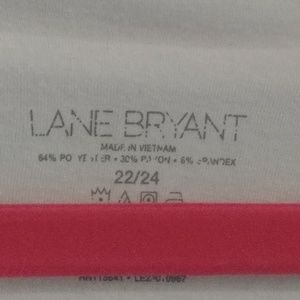 LANE BRYANT
MADE IN VIETNAM
64% POLYESTER • 30% RAYON • 6% SPANDEX
22/24